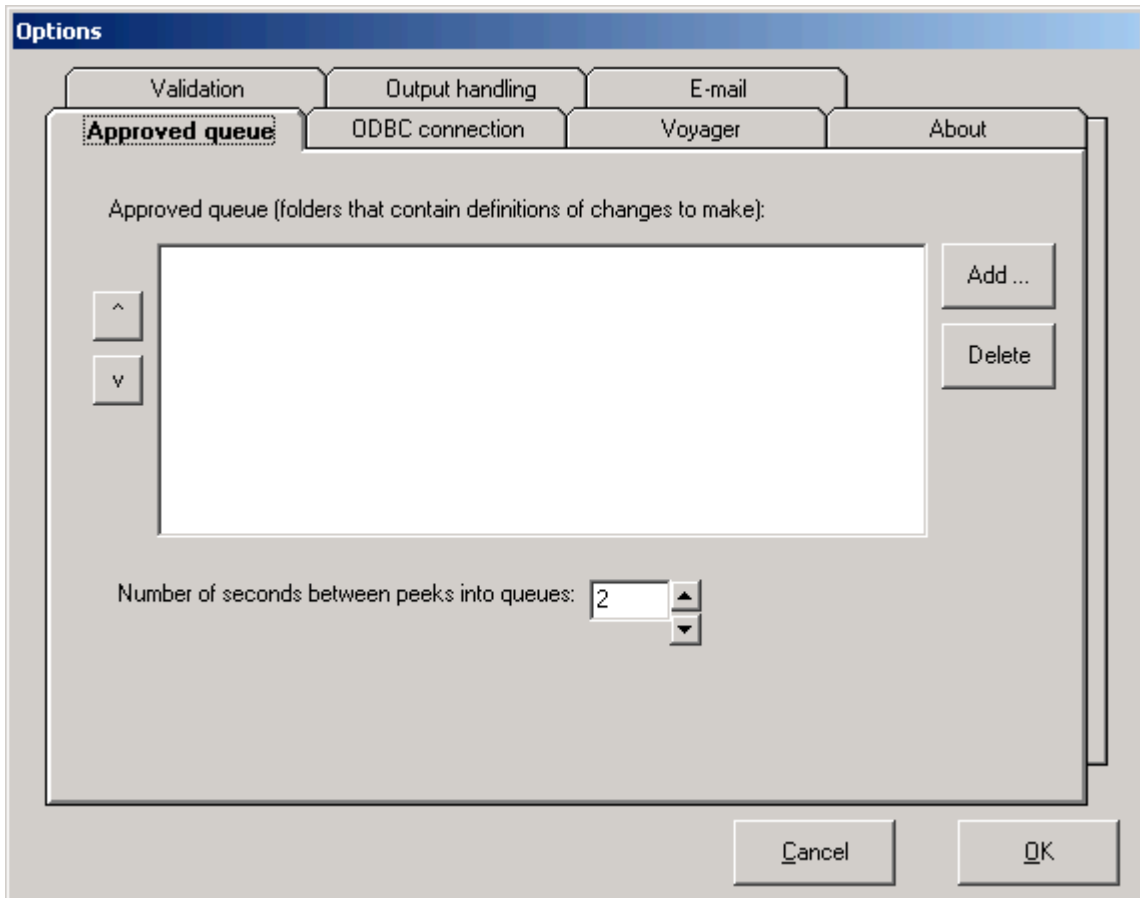 Options
Validation Output handling E-mail
Approved queue ODBC connection Voyager About
Approved queue (folders that contain definitions of changes to make):
Add ...
^
Delete
v
Number of seconds between peeks into queues: 2
Cancel OK